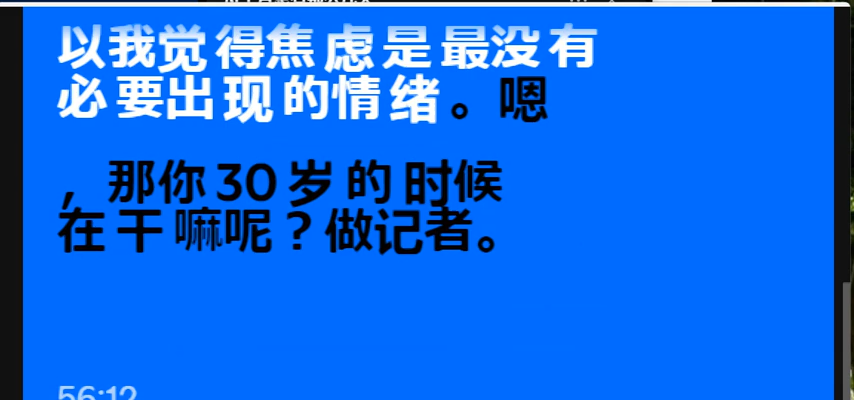 以我觉得焦虑是最没有
必要出现的情绪。嗯
，那你30岁的时候
在干嘛呢？做记者。
56:12